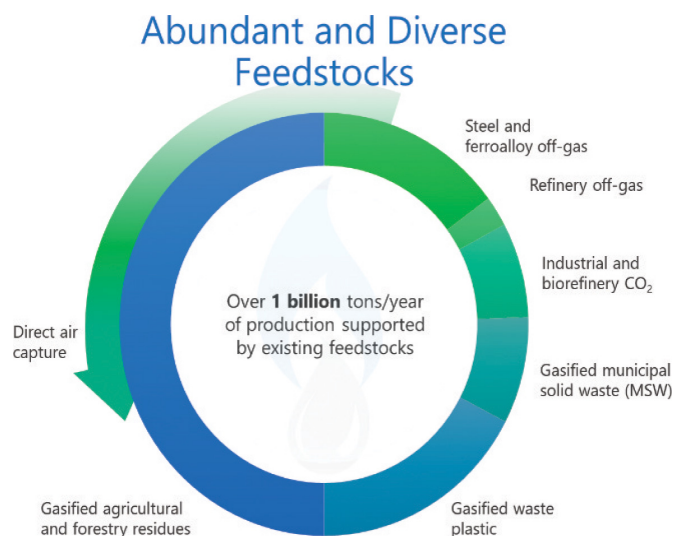 Abundant and Diverse
Feedstocks
Steel and
ferroalloy off-gas
Refinery off-gas
Industrial and
biorefinery CO₂
Gasified municipal
solid waste (MSW)
Gasified waste
plastic
Gasified agricultural
and forestry residues
Direct air
capture
Over 1 billion tons/year
of production supported
by existing feedstocks